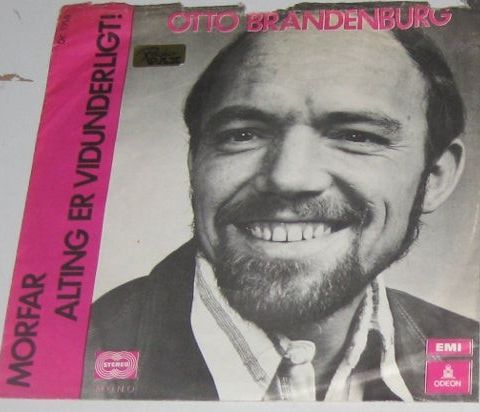 OTTO BRANDENBURG
MORFAR
ALTING ER VIDUNDERLIGT!
STEREO
MONO
EMI
ODEON